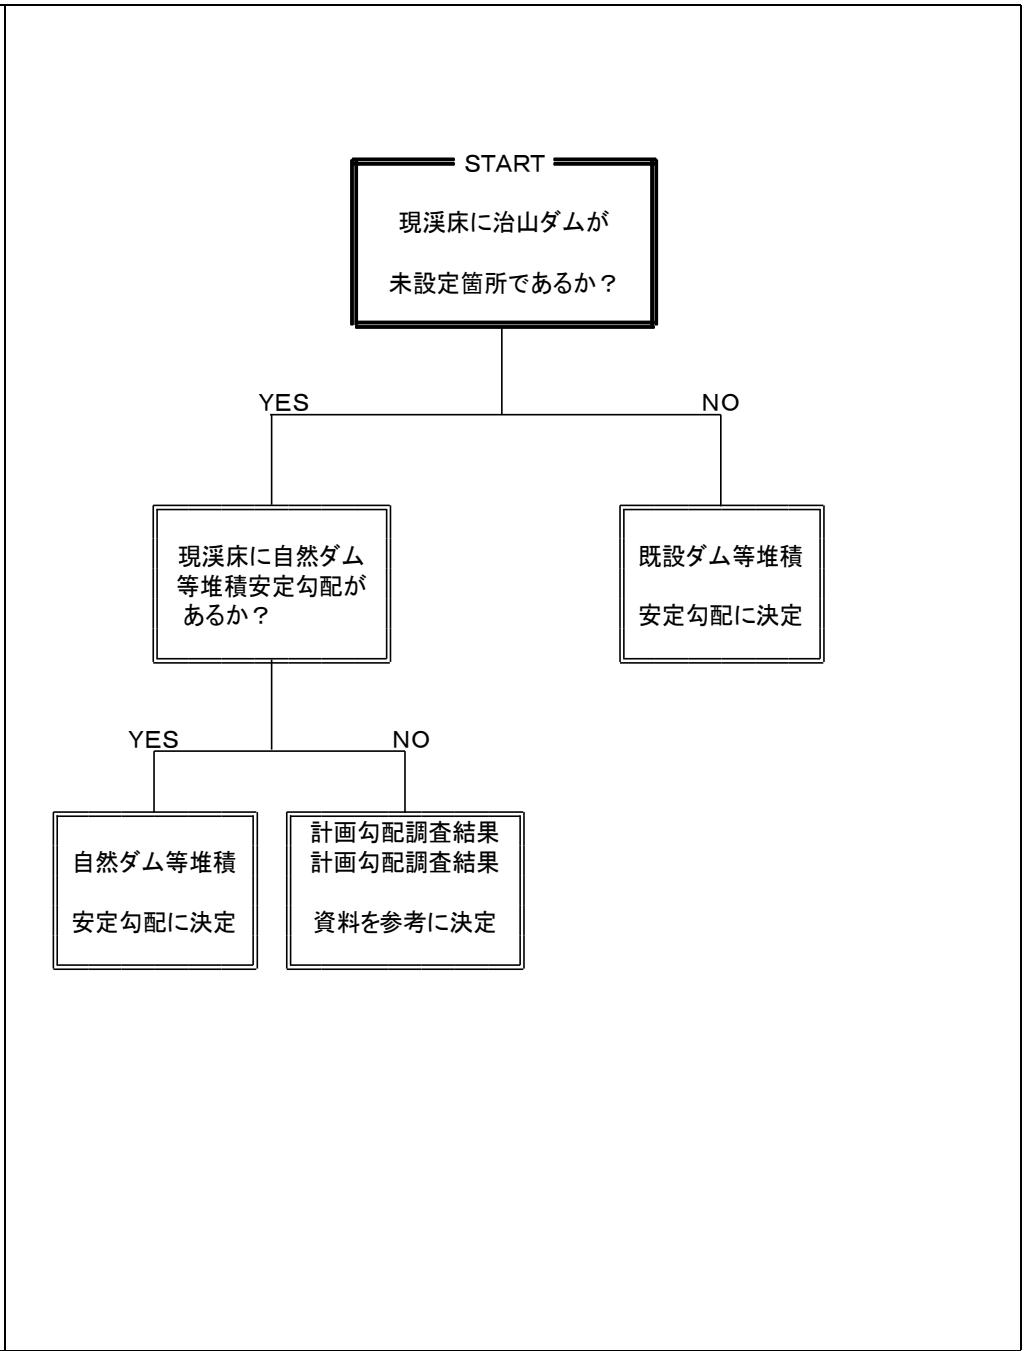 START
現渓床に治山ダムが
未設定箇所であるか？
YES
NO
現渓床に自然ダム
等堆積安定勾配が
あるか？
既設ダム等堆積
安定勾配に決定
YES
NO
自然ダム等堆積
安定勾配に決定
計画勾配調査結果
計画勾配調査結果
資料を参考に決定